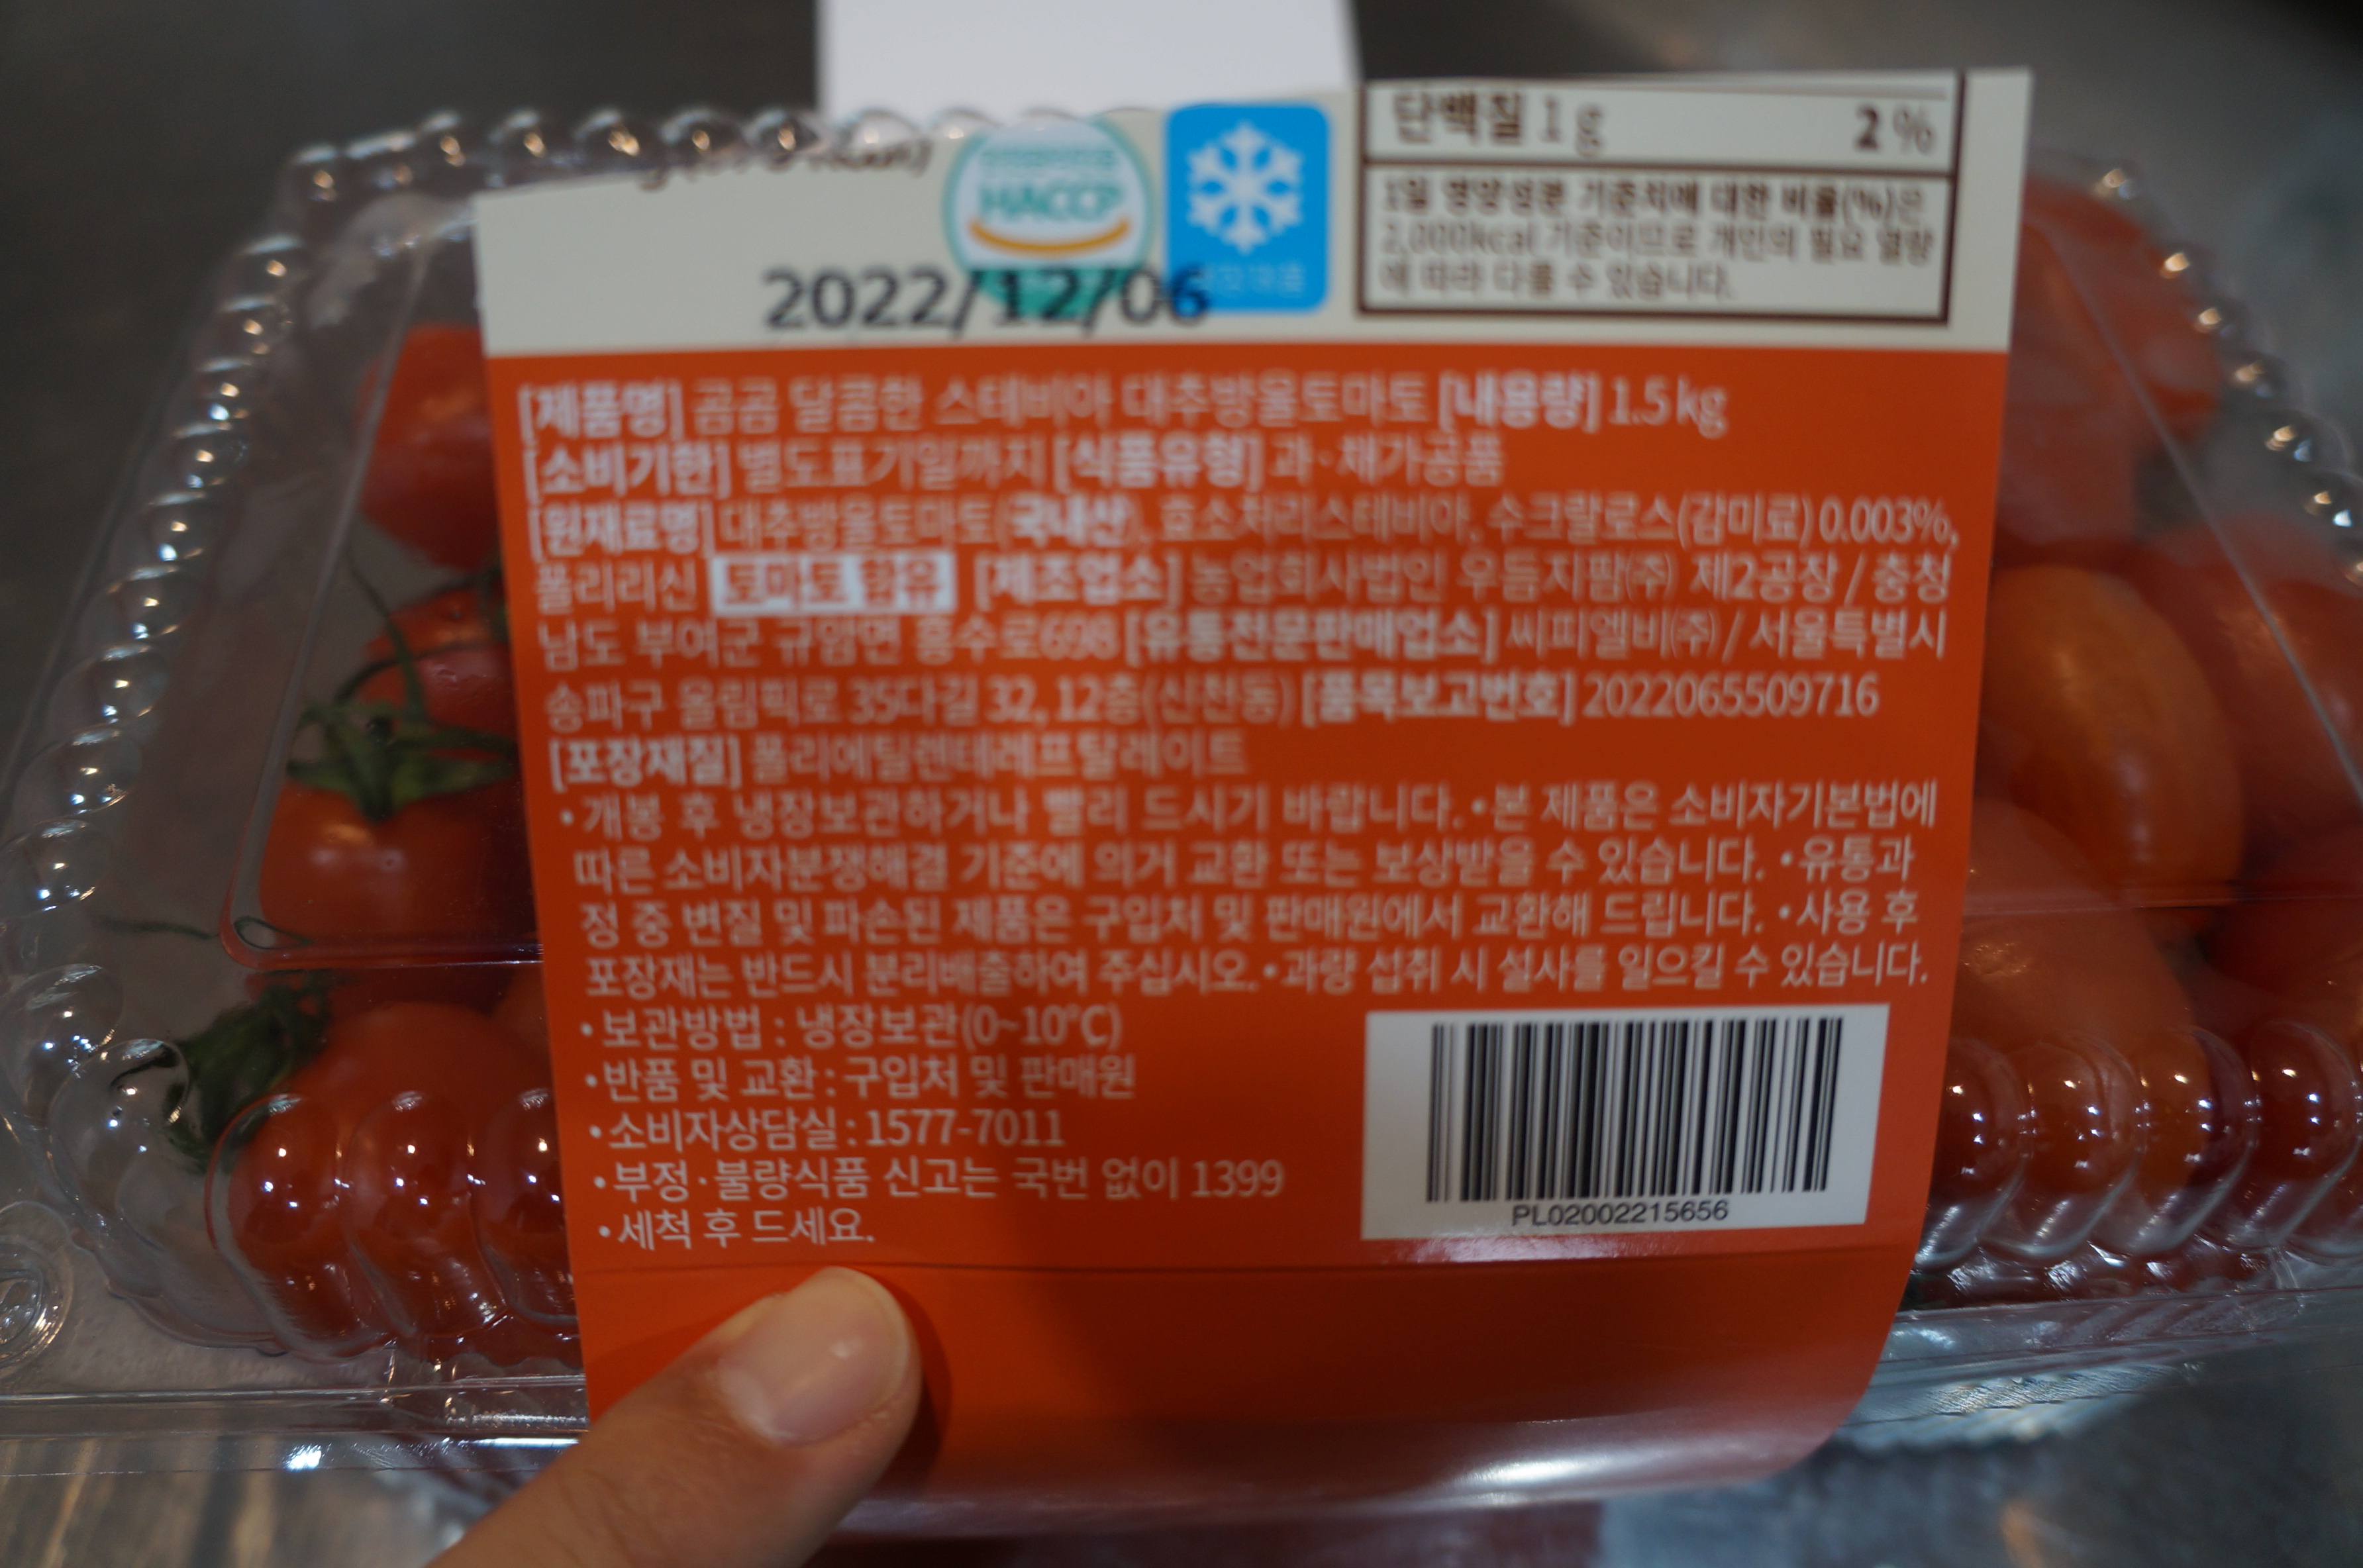 단백질 1 g 2 %
1일 영양성분 기준치에 대한 비율(%)은
2,000kcal 기준이므로 개인의 필요 열량
에 따라 다를 수 있습니다.
HACCP
2022/12/06
[제품명] 곰곰 달콤한 스테비아 대추방울토마토 [내용량] 1.5 kg
[소비기한] 별도표기일까지 [식품유형] 과·채가공품
[원재료명] 대추방울토마토(국내산), 효소처리스테비아, 수크랄로스(감미료) 0.003%,
폴리리신 토마토 함유 [제조업소] 농업회사법인 우듬지팜㈜ 제2공장 / 충청
남도 부여군 규암면 흥수로698 [유통전문판매업소] 씨피엘비㈜ / 서울특별시
송파구 올림픽로 35다길 32, 12층(신천동) [품목보고번호] 2022065509716
[포장재질] 폴리에틸렌테레프탈레이트
•개봉 후 냉장보관하거나 빨리 드시기 바랍니다. •본 제품은 소비자기본법에
따른 소비자분쟁해결 기준에 의거 교환 또는 보상받을 수 있습니다. •유통과
정 중 변질 및 파손된 제품은 구입처 및 판매원에서 교환해 드립니다. •사용 후
포장재는 반드시 분리배출하여 주십시오. •과량 섭취 시 설사를 일으킬 수 있습니다.
•보관방법 : 냉장보관(0~10℃)
•반품 및 교환 : 구입처 및 판매원
•소비자상담실 : 1577-7011
•부정·불량식품 신고는 국번 없이 1399
•세척 후 드세요.
PL02002215656